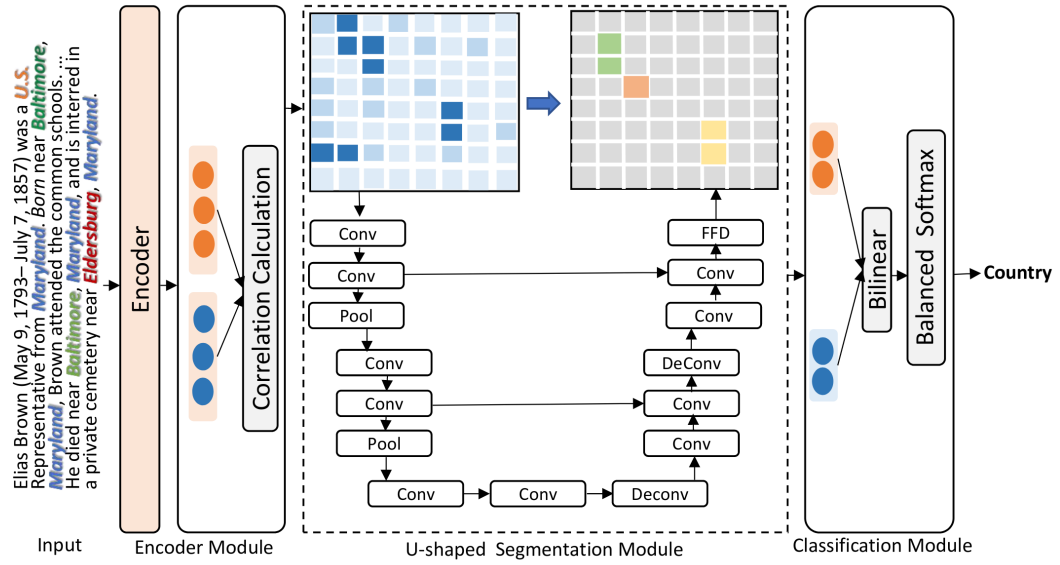 Elias Brown (May 9, 1793– July 7, 1857) was a U.S.
Representative from Maryland. Born near Baltimore,
Maryland, Brown attended the common schools. ...
He died near Baltimore, Maryland, and is interred in
a private cemetery near Eldersburg, Maryland.
Input
Encoder
Correlation Calculation
Encoder Module
Conv
Conv
Pool
Conv
Conv
Pool
Conv
Conv
Deconv
Conv
Conv
DeConv
Conv
Conv
FFD
U-shaped Segmentation Module
Bilinear
Balanced Softmax
Classification Module
Country